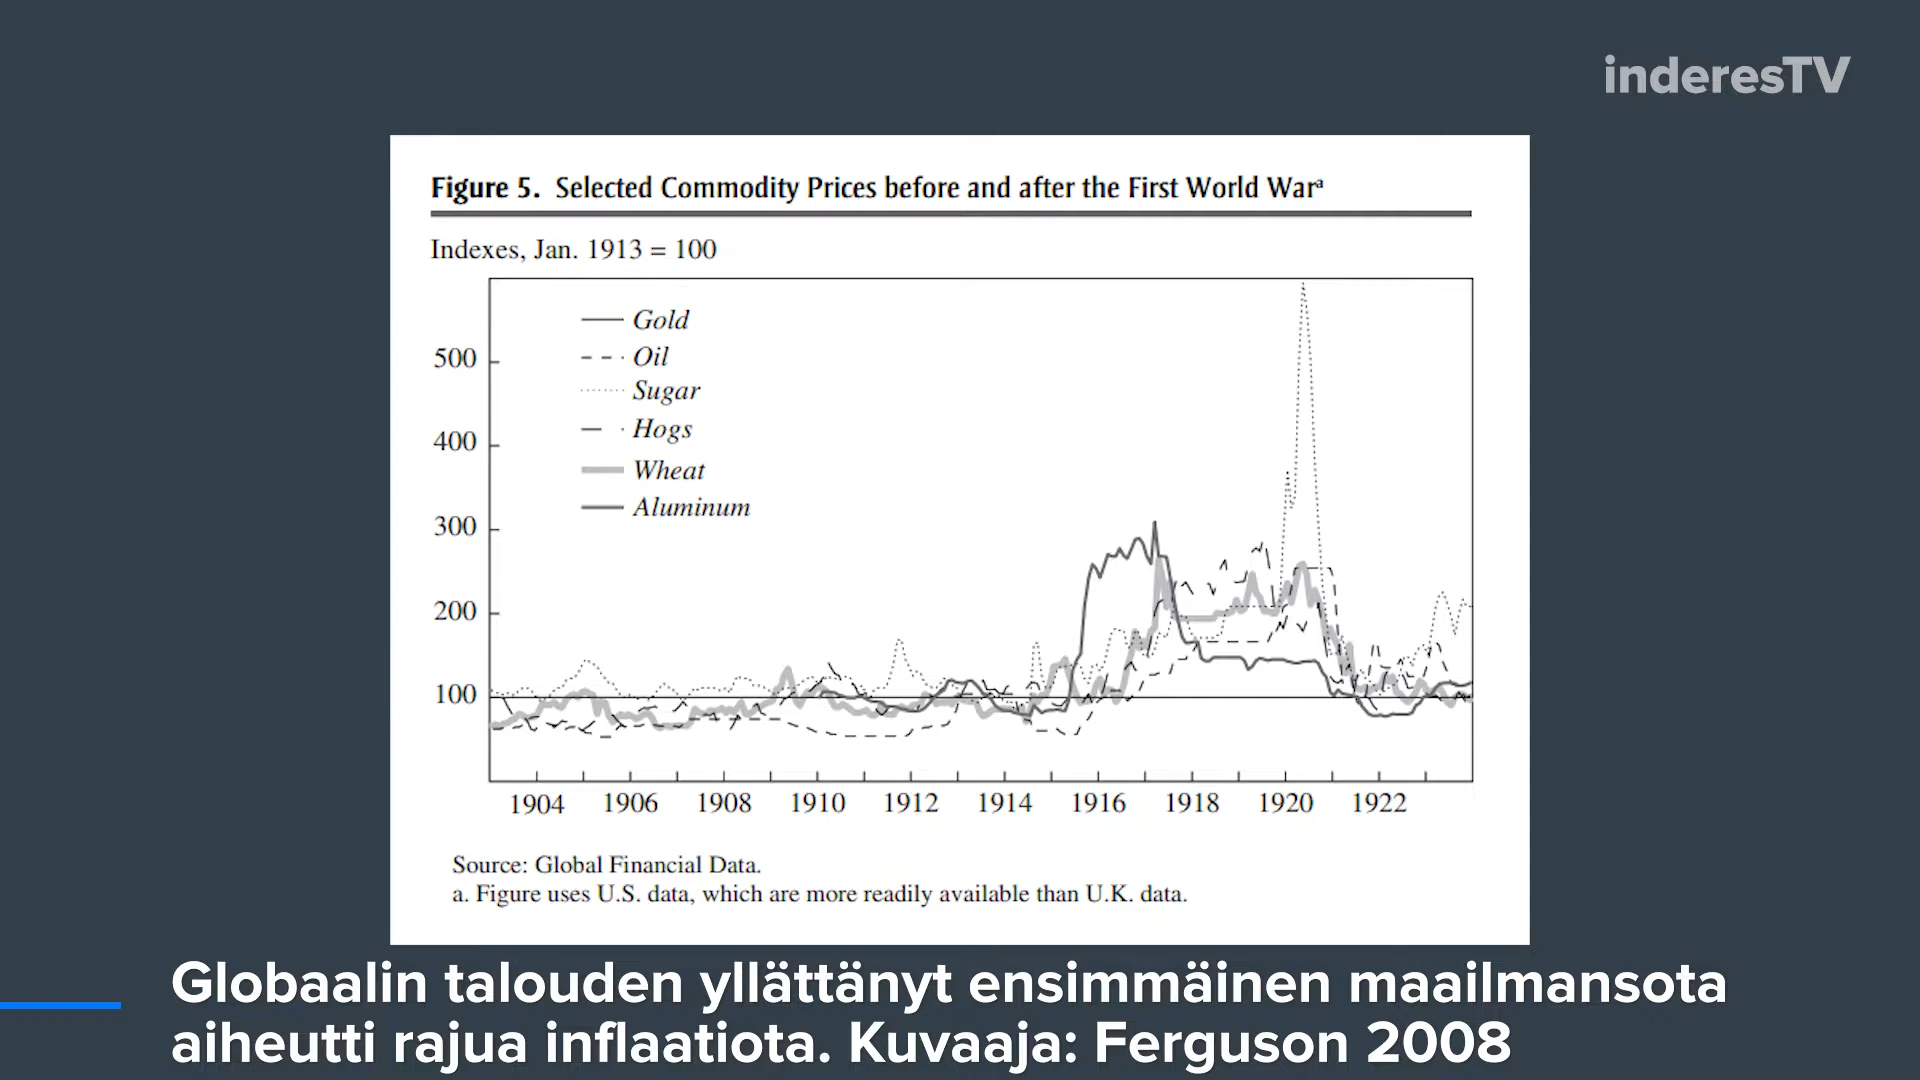 inderesTV
Figure 5. Selected Commodity Prices before and after the First World Warª
Indexes, Jan. 1913 = 100
Gold
Oil
Sugar
Hogs
Wheat
Aluminum
500
400
300
200
100
1904 1906 1908 1910 1912 1914 1916 1918 1920 1922
Source: Global Financial Data.
a. Figure uses U.S. data, which are more readily available than U.K. data.
Globaalin talouden yllättänyt ensimmäinen maailmansota
aiheutti rajua inflaatiota. Kuvaaja: Ferguson 2008